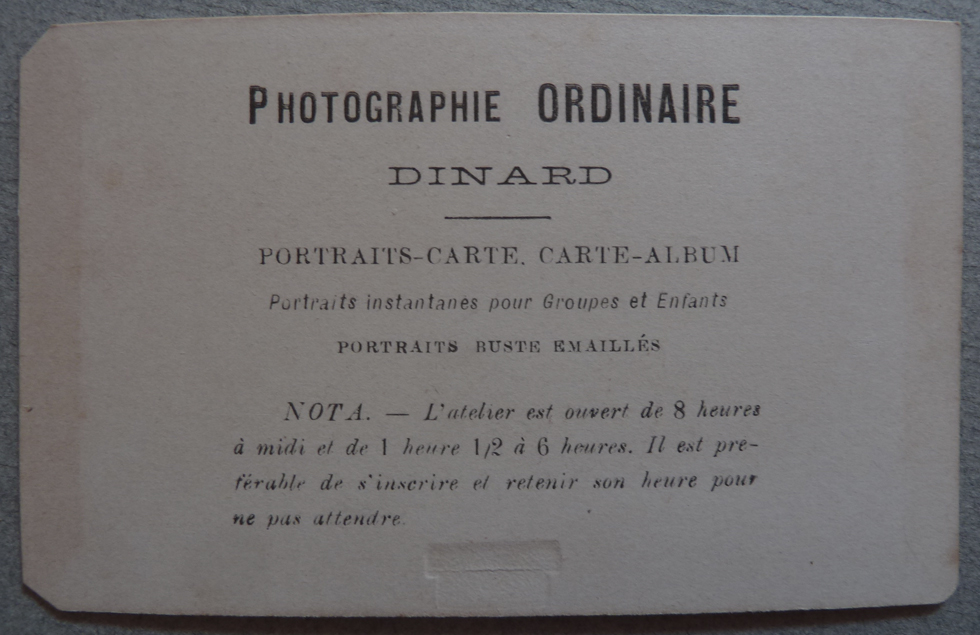 PHOTOGRAPHIE ORDINAIRE
DINARD
PORTRAITS-CARTE, CARTE-ALBUM
Portraits instantanés pour Groupes et Enfants
PORTRAITS BUSTE EMAILLÉS
NOTA. — L'atelier est ouvert de 8 heures
à midi et de 1 heure 1/2 à 6 heures. Il est pre-
férable de s'inscrire et retenir son heure pour
ne pas attendre.